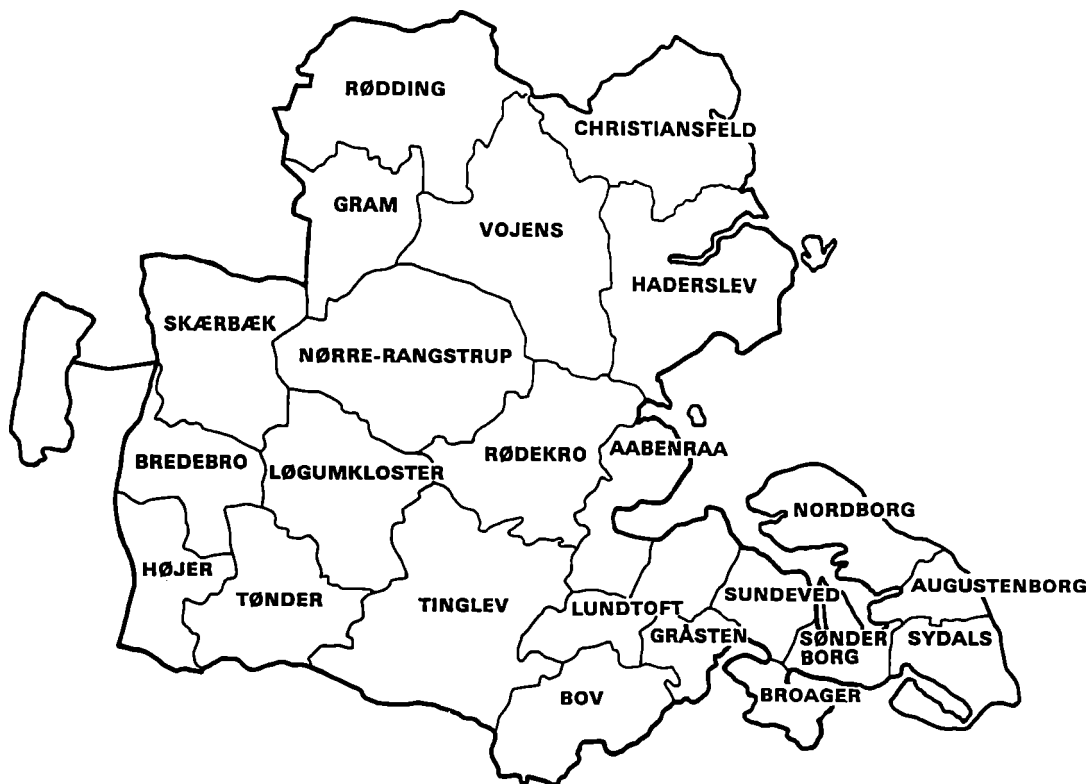 RØDDING
CHRISTIANSFELD
GRAM
VOJENS
HADERSLEV
SKÆRBÆK
NØRRE-RANGSTRUP
BREDEBRO
LØGUMKLOSTER
RØDEKRO
AABENRAA
NORDBORG
HØJER
TØNDER
TINGLEV
LUNDTOFT
SUNDEVED
AUGUSTENBORG
GRÅSTEN
SØNDER
BORG
SYDALS
BOV
BROAGER